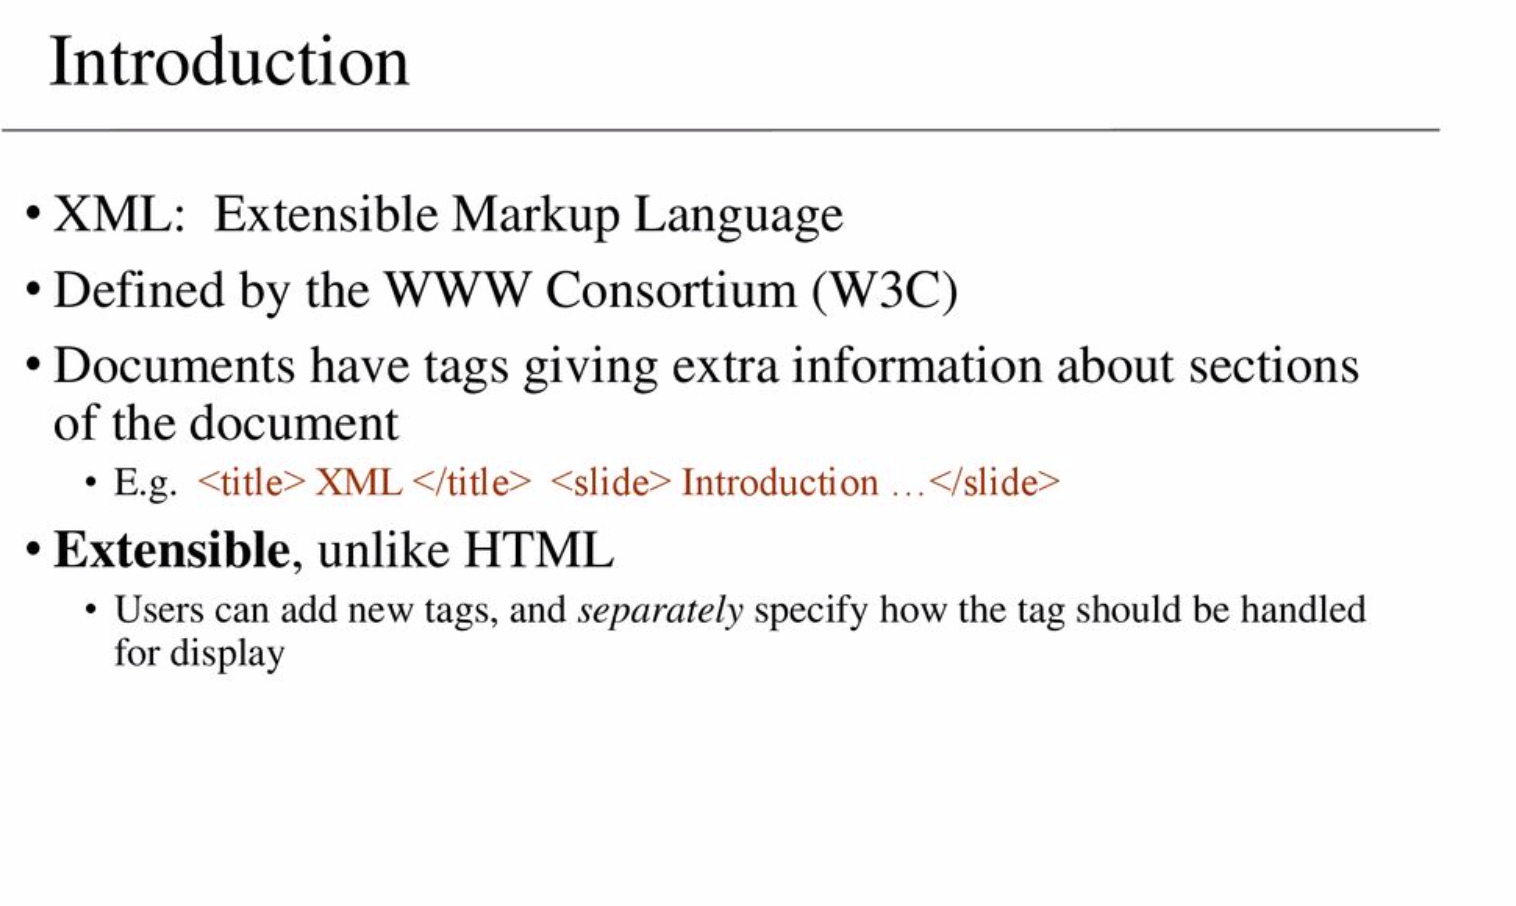 Introduction
• XML: Extensible Markup Language
• Defined by the WWW Consortium (W3C)
• Documents have tags giving extra information about sections
of the document
• E.g. <title> XML </title> <slide> Introduction …</slide>
• Extensible, unlike HTML
• Users can add new tags, and separately specify how the tag should be handled
for display